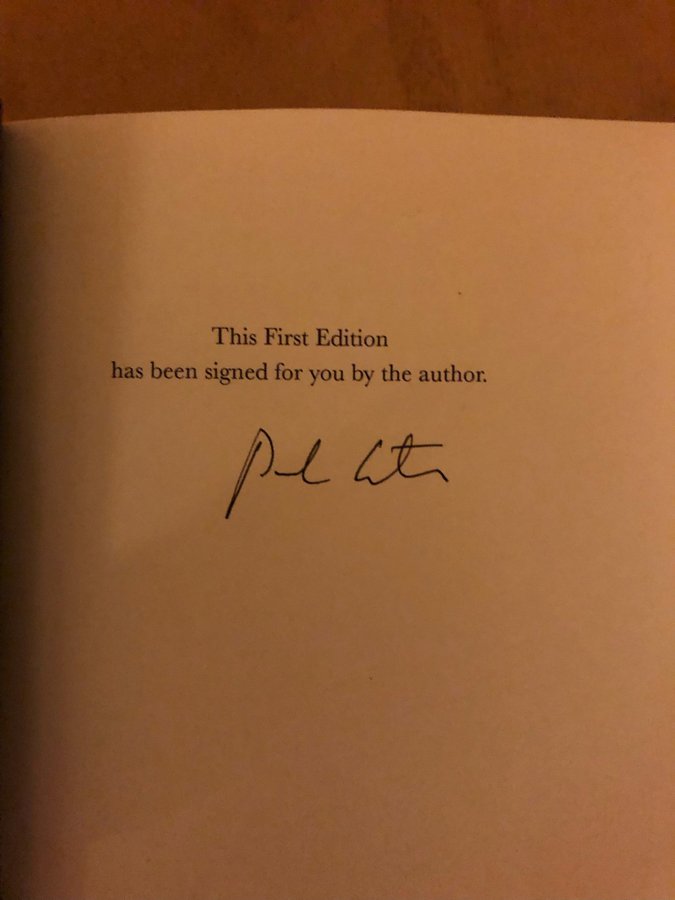 This First Edition
has been signed for you by the author.